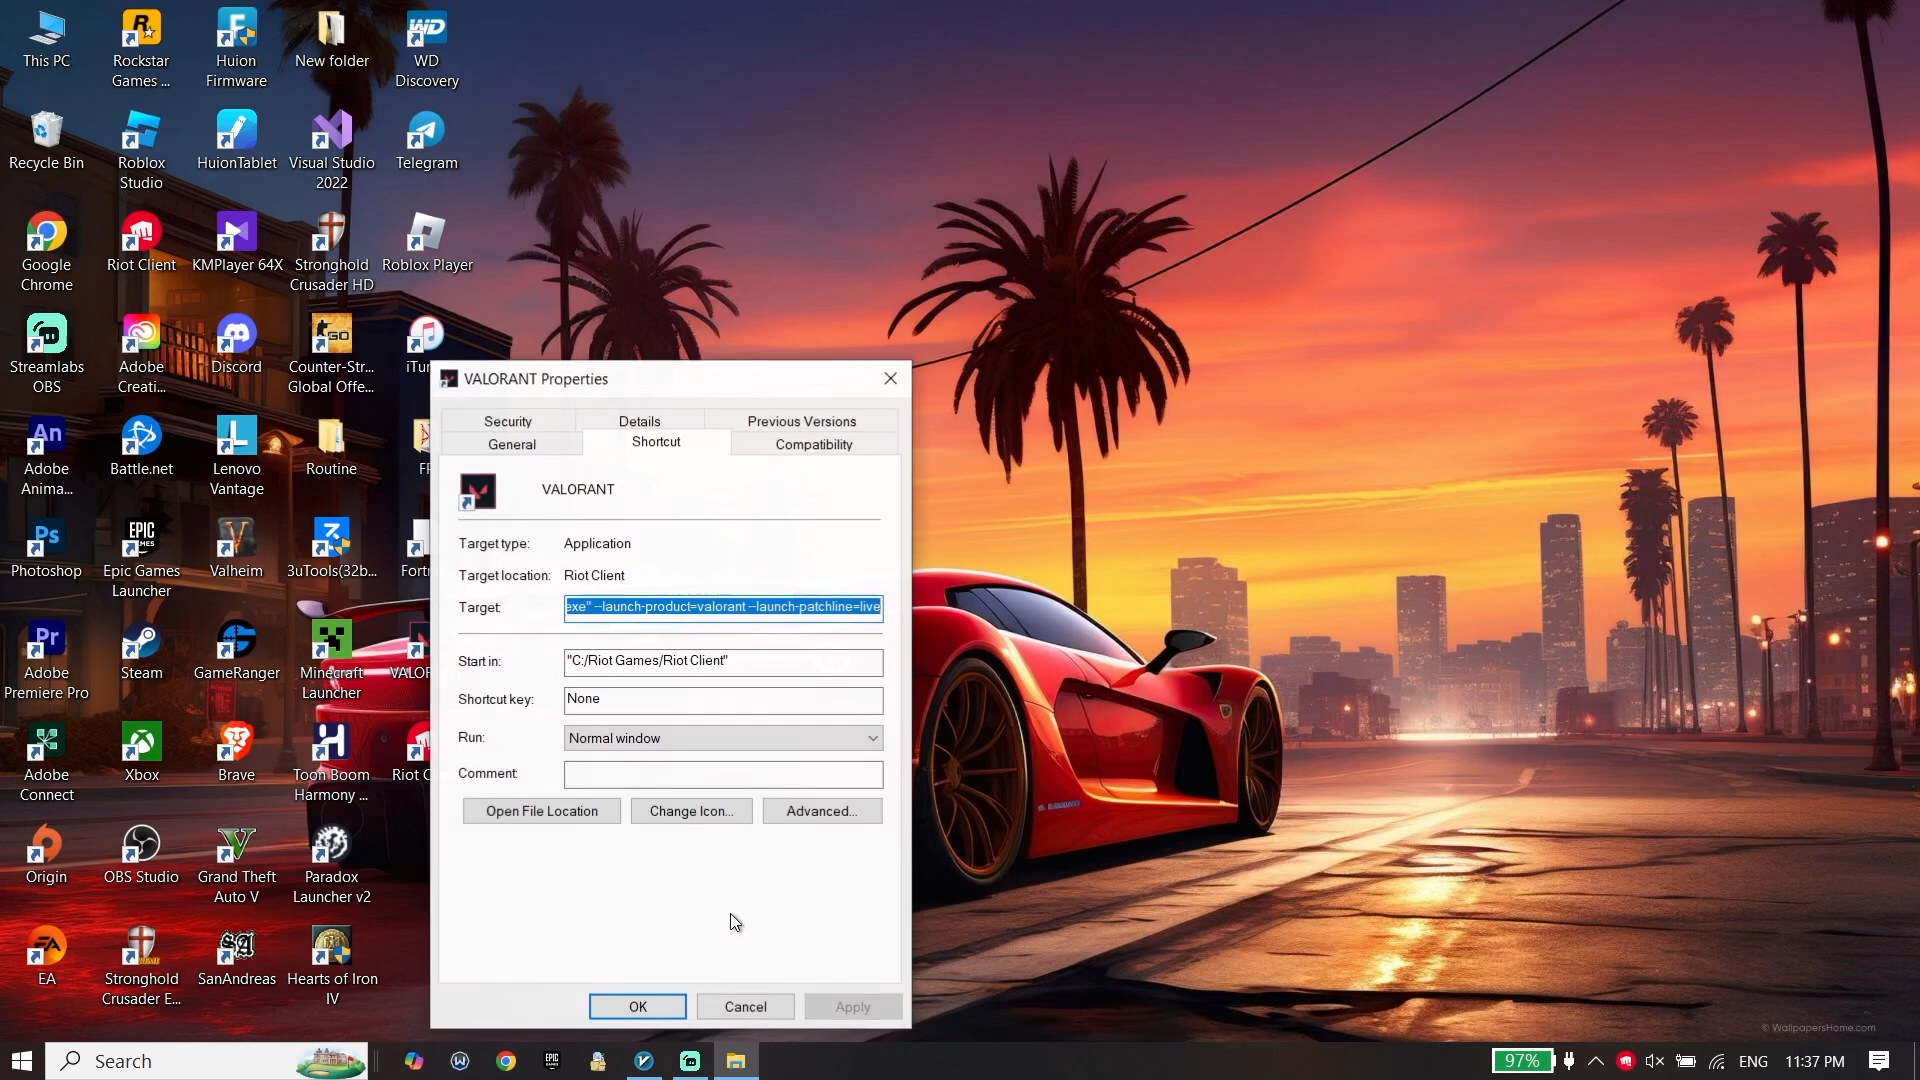 This PC
Rockstar
Games ...
Huion
Firmware
New folder
WD
Discovery
Recycle Bin
Roblox
Studio
HuionTablet
Visual Studio
2022
Telegram
Google
Chrome
Riot Client
KMPlayer 64X
Stronghold
Crusader HD
Roblox Player
Streamlabs
OBS
Adobe
Creati...
Discord
Counter-Str...
Global Offe...
iTu
Adobe
Anima...
Battle.net
Lenovo
Vantage
Routine
Photoshop
Epic Games
Launcher
Valheim
3uTools(32b...
Fort
Adobe
Premiere Pro
Steam
GameRanger
Minecraft
Launcher
VALOR
Adobe
Connect
Xbox
Brave
Toon Boom
Harmony ...
Riot C
Origin
OBS Studio
Grand Theft
Auto V
Paradox
Launcher v2
EA
Stronghold
Crusader E...
SanAndreas
Hearts of Iron
IV
VALORANT Properties
Security
Details
Previous Versions
General
Shortcut
Compatibility
VALORANT
Target type:
Application
Target location:
Riot Client
Target:
exe" --launch-product=valorant --launch-patchline=live
Start in:
"C:/Riot Games/Riot Client"
Shortcut key:
None
Run:
Normal window
Comment:
Open File Location
Change Icon...
Advanced...
OK
Cancel
Apply
© WallpapersHome.com
Search
97%
ENG
11:37 PM